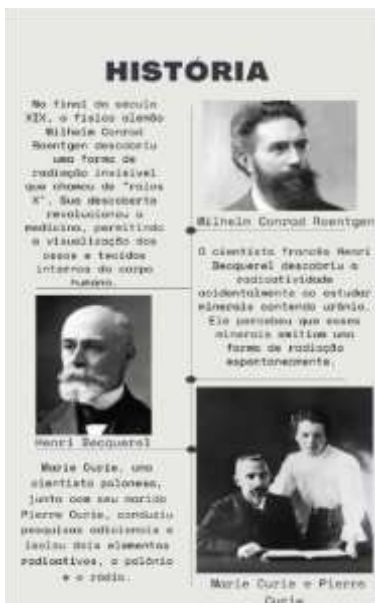 HISTÓRIA
No final do século
XIX, o físico alemão
Wilhelm Conrad
Roentgen descobriu
uma forma de
radiação invisível
que chamou de "raios
X". Sua descoberta
revolucionou a
medicina, permitindo
a visualização dos
ossos e tecidos
internos do corpo
humano.
Wilhelm Conrad Roentgen
O cientista francês Henri
Becquerel descobriu a
radioatividade
acidentalmente ao estudar
minerais contendo urânio.
Ele percebeu que esses
minerais emitiam uma
forma de radiação
espontaneamente.
Henri Becquerel
Marie Curie, uma
cientista polonesa,
junto com seu marido
Pierre Curie, conduziu
pesquisas adicionais e
isolou dois elementos
radioativos, o polônio
e o rádio.
Marie Curie e Pierre
Curie